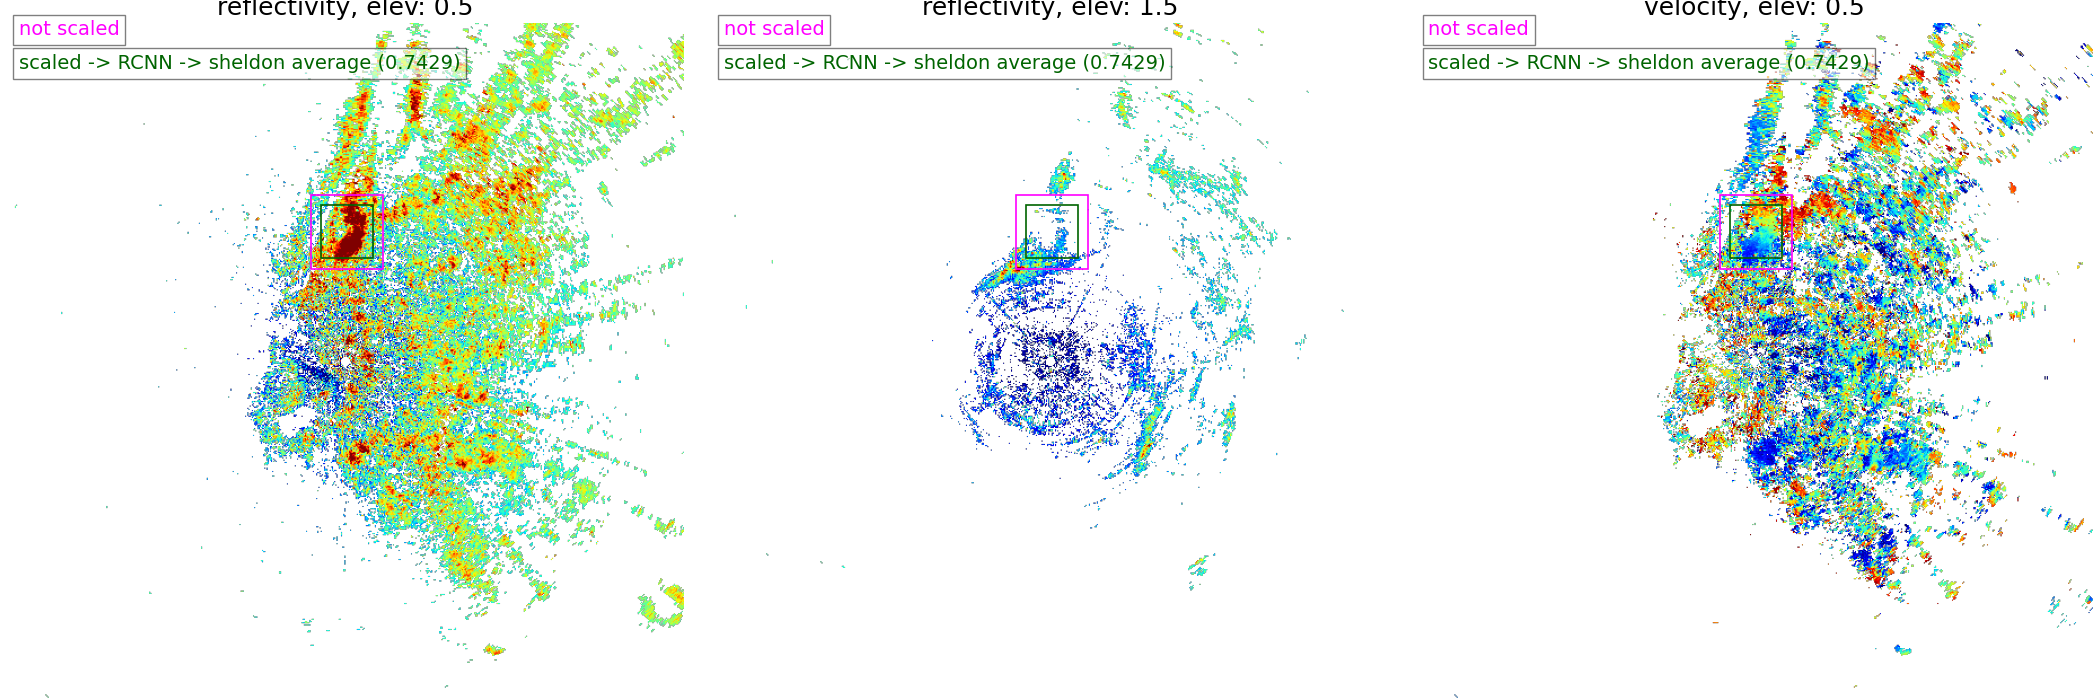 reflectivity, elev: 0.5
not scaled
scaled -> RCNN -> sheldon average (0.7429)
reflectivity, elev: 1.5
not scaled
scaled -> RCNN -> sheldon average (0.7429)
velocity, elev: 0.5
not scaled
scaled -> RCNN -> sheldon average (0.7429)